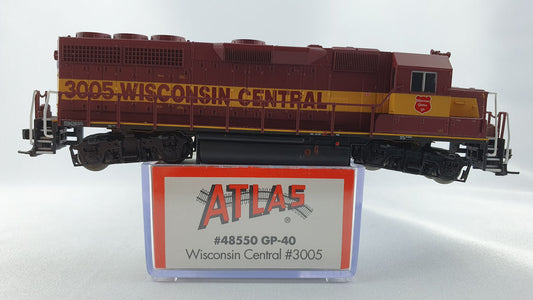 3005 WISCONSIN CENTRAL
ATLAS
®
#48550 GP-40
Wisconsin Central #3005